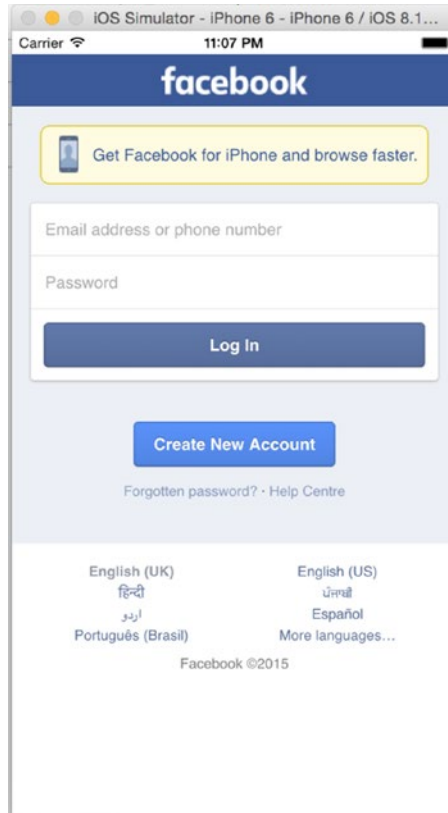 iOS Simulator - iPhone 6 - iPhone 6 / iOS 8.1...
Carrier 11:07 PM
facebook
Get Facebook for iPhone and browse faster.
Email address or phone number
Password
Log In
Create New Account
Forgotten password? · Help Centre
English (UK) English (US)
हिन्दी ਪੰਜਾਬੀ
اردو Español
Português (Brasil) More languages...
Facebook ©2015